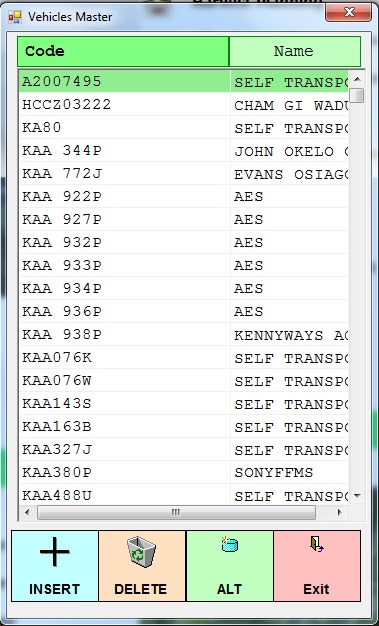 Vehicles Master
Code Name
A2007495 SELF TRANSPO
HCCZ03222 CHAM GI WADU
KA80 SELF TRANSPO
KAA 344P JOHN OKELO
KAA 772J EVANS OSIAGO
KAA 922P AES
KAA 927P AES
KAA 932P AES
KAA 933P AES
KAA 934P AES
KAA 936P AES
KAA 938P KENNYWAYS
KAA076K SELF TRANSPO
KAA076W SELF TRANSPO
KAA143S SELF TRANSPO
KAA163B SELF TRANSPO
KAA327J SELF TRANSPO
KAA380P SONYFFMS
KAA488U SELF TRANSPO
INSERT DELETE ALT Exit